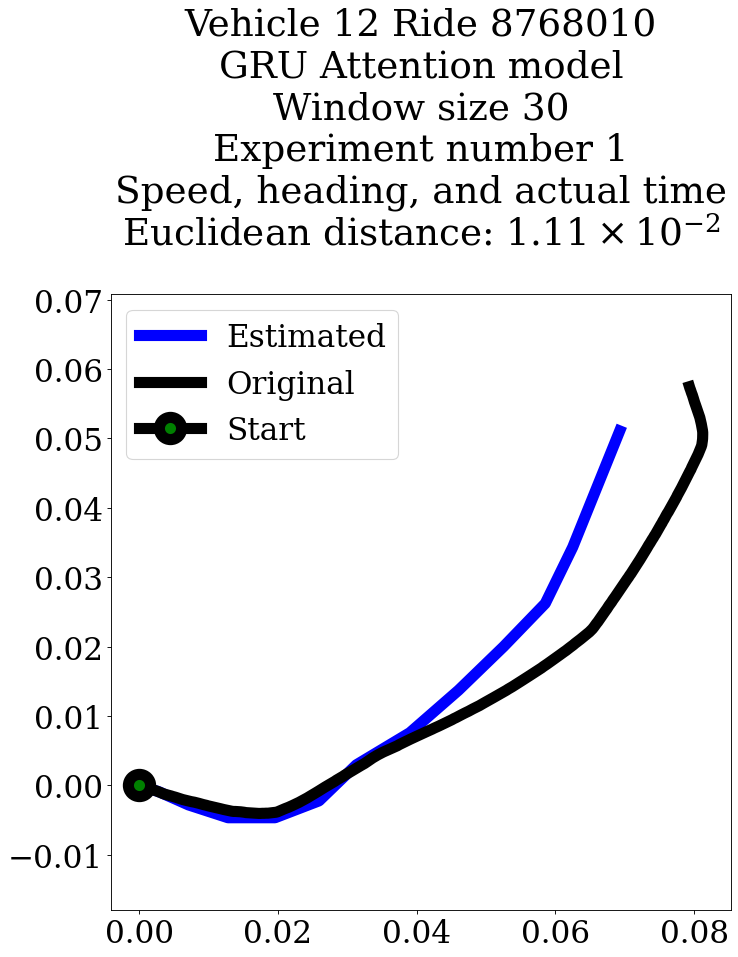 Vehicle 12 Ride 8768010
GRU Attention model
Window size 30
Experiment number 1
Speed, heading, and actual time
Euclidean distance: 1.11 × 10⁻²
0.07
0.06
0.05
0.04
0.03
0.02
0.01
0.00
−0.01
Estimated
Original
Start
0.00 0.02 0.04 0.06 0.08